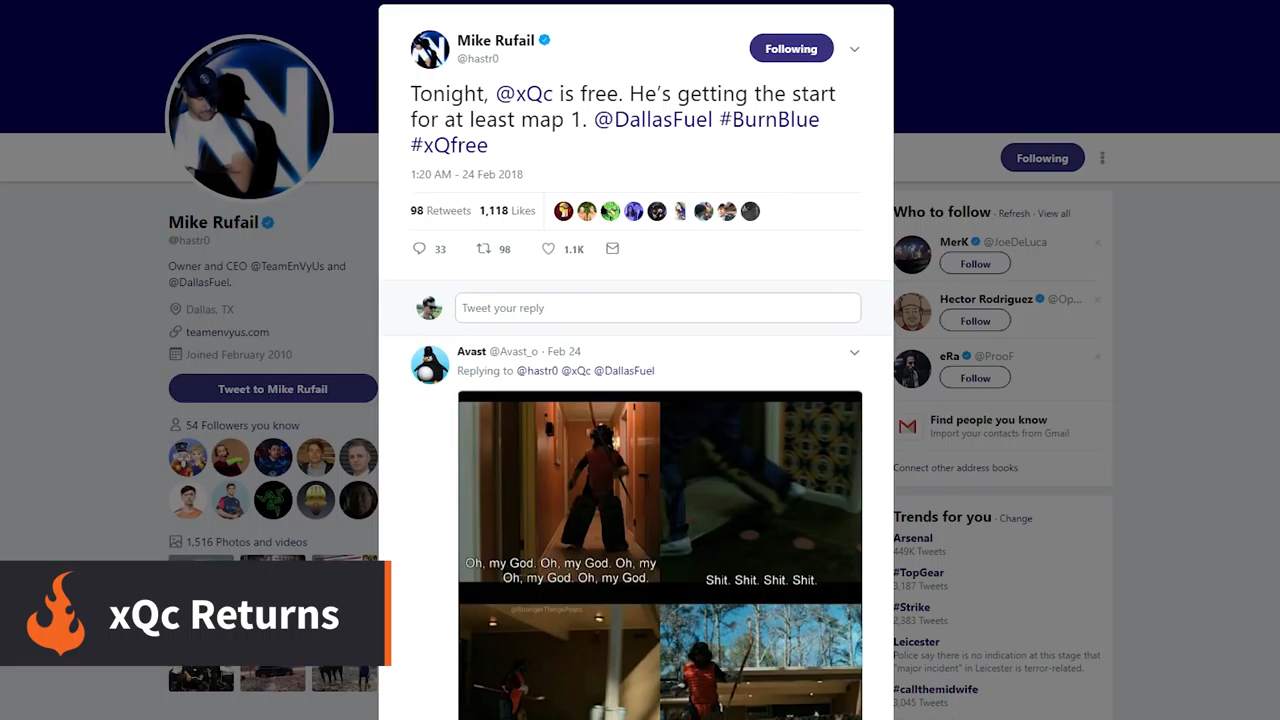 Mike Rufail
@hastr0
Following
Tonight, @xQc is free. He’s getting the start
for at least map 1. @DallasFuel #BurnBlue
#xQfree
1:20 AM - 24 Feb 2018
98 Retweets 1,118 Likes
33 98 1.1K
Tweet your reply
Avast @Avast_o · Feb 24
Replying to @hastr0 @xQc @DallasFuel
Oh, my God. Oh, my God. Oh, my
Oh, my God. Oh, my God.
Shit. Shit. Shit. Shit.
@IStrangerThingsPosts
Mike Rufail
@hastr0
Owner and CEO @TeamEnVyUs and
@DallasFuel.
Dallas, TX
teamenvyus.com
Joined February 2010
Tweet to Mike Rufail
54 Followers you know
1,516 Photos and videos
xQc Returns
Following
Who to follow · Refresh · View all
MerK @JoeDeLuca ×
Follow
Hector Rodriguez @Op... ×
Follow
eRa @ProoF ×
Follow
Find people you know
Import your contacts from Gmail
Connect other address books
Trends for you · Change
Arsenal
449K Tweets
#TopGear
3,187 Tweets
#Strike
2,383 Tweets
Leicester
Police say there is no indication at this stage that
"major incident" in Leicester is terror-related.
#callthemidwife
3,045 Tweets